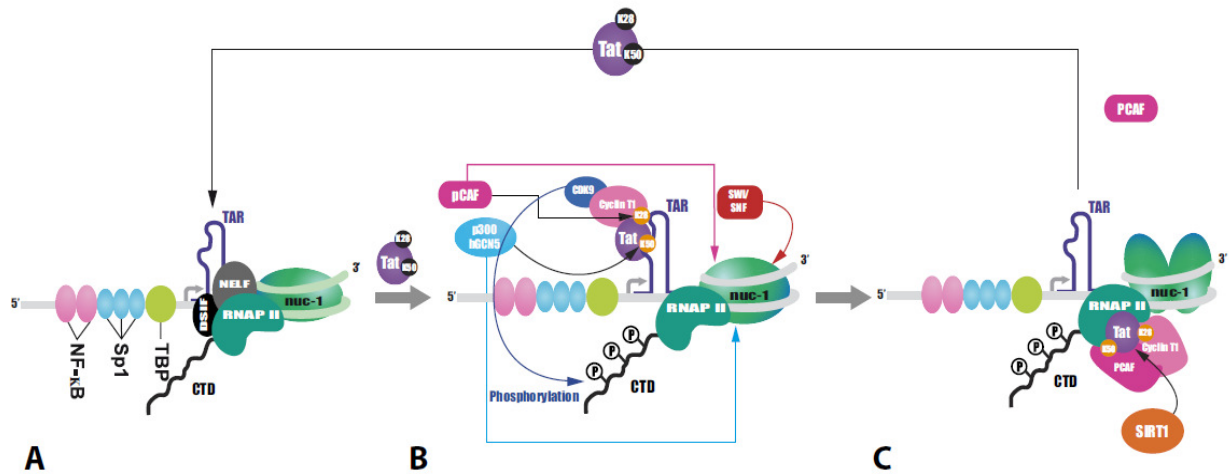 K28
Tat
K50
PCAF
TAR
NELF
DSIF
RNAP II
nuc-1
5'
3'
NF-κB
Sp1
TBP
CTD
A
K28
Tat
K50
pCAF
p300
hGCN5
CDK9
Cyclin T1
K28
Tat
K50
TAR
SWI/
SNF
RNAP II
nuc-1
5'
3'
P
P
P
P
CTD
Phosphorylation
B
TAR
5'
3'
nuc-1
RNAP II
Tat
K28
K50
Cyclin T1
PCAF
P
P
P
CTD
SIRT1
C